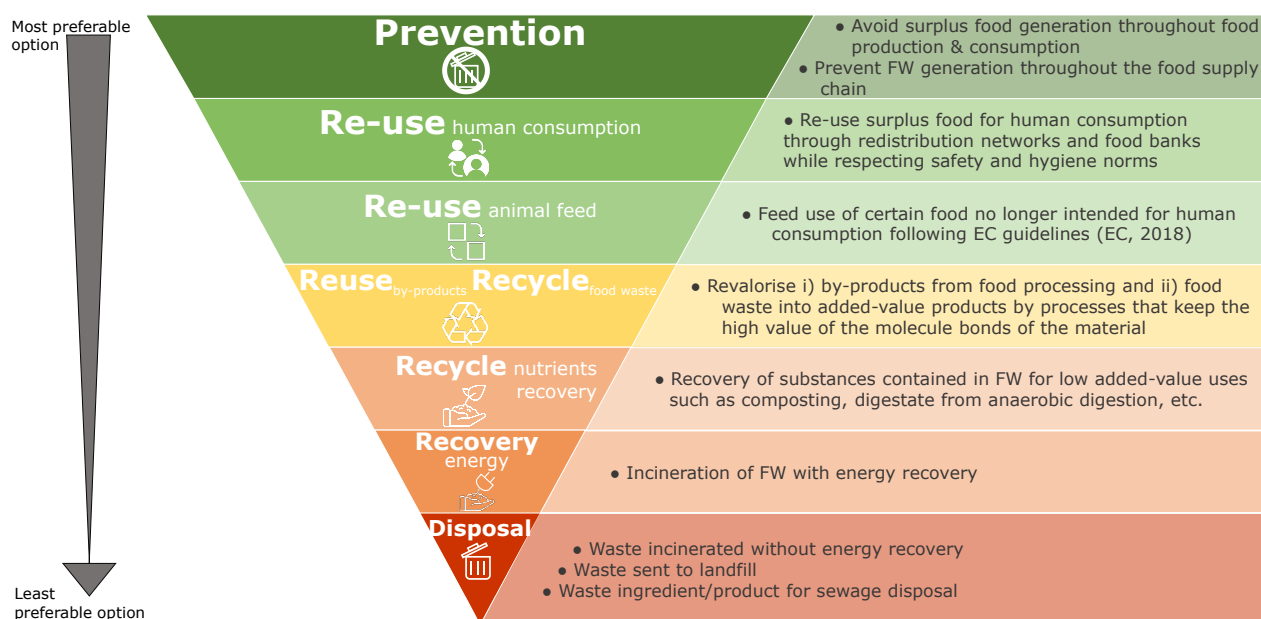 Most preferable
option
Prevention
● Avoid surplus food generation throughout food
production & consumption
● Prevent FW generation throughout the food supply
chain
Re-use human consumption
● Re-use surplus food for human consumption
through redistribution networks and food banks
while respecting safety and hygiene norms
Re-use animal feed
● Feed use of certain food no longer intended for human
consumption following EC guidelines (EC, 2018)
Reuse by-products Recycle food waste
● Revalorise i) by-products from food processing and ii) food
waste into added-value products by processes that keep the
high value of the molecule bonds of the material
Recycle nutrients
recovery
● Recovery of substances contained in FW for low added-value uses
such as composting, digestate from anaerobic digestion, etc.
Recovery
energy
● Incineration of FW with energy recovery
Disposal
● Waste incinerated without energy recovery
● Waste sent to landfill
● Waste ingredient/product for sewage disposal
Least
preferable option